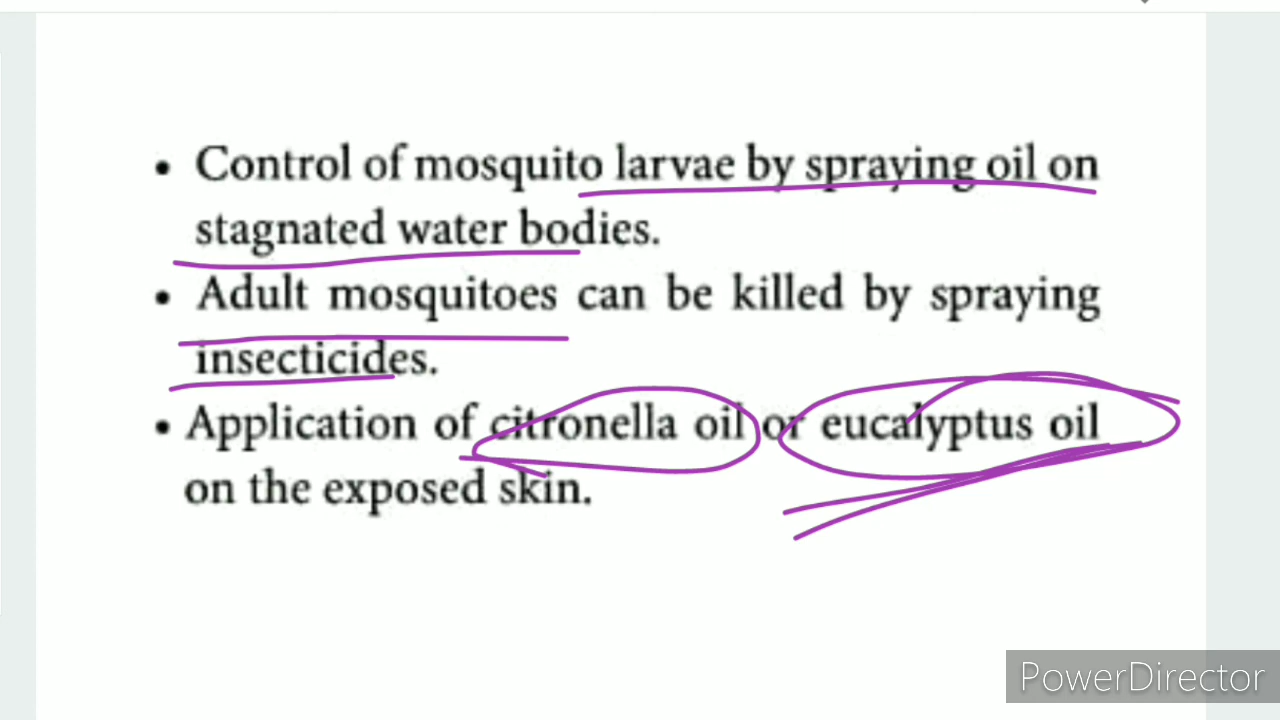 • Control of mosquito larvae by spraying oil on
stagnated water bodies.
• Adult mosquitoes can be killed by spraying
insecticides.
• Application of citronella oil or eucalyptus oil
on the exposed skin.
PowerDirector